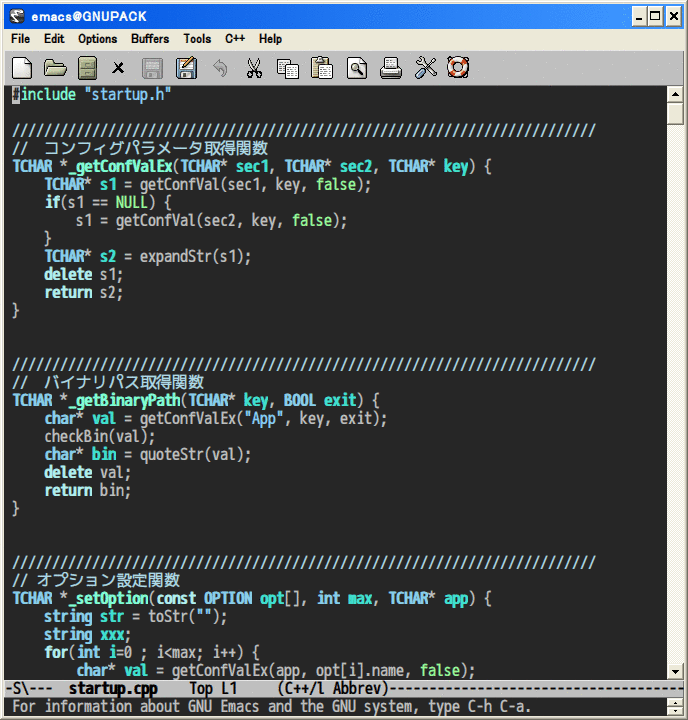 emacs@GNUPACK
File Edit Options Buffers Tools C++ Help
#include "startup.h"
/////////////////////////////////////////////////////////////////////////
//  コンフィグパラメータ取得関数
TCHAR *_getConfValEx(TCHAR* sec1, TCHAR* sec2, TCHAR* key) {
    TCHAR* s1 = getConfVal(sec1, key, false);
    if(s1 == NULL) {
        s1 = getConfVal(sec2, key, false);
    }
    TCHAR* s2 = expandStr(s1);
    delete s1;
    return s2;
}
/////////////////////////////////////////////////////////////////////////
//  バイナリパス取得関数
TCHAR *_getBinaryPath(TCHAR* key, BOOL exit) {
    char* val = getConfValEx("App", key, exit);
    checkBin(val);
    char* bin = quoteStr(val);
    delete val;
    return bin;
}
/////////////////////////////////////////////////////////////////////////
// オプション設定関数
TCHAR *_setOption(const OPTION opt[], int max, TCHAR* app) {
    string str = toStr("");
    string xxx;
    for(int i=0 ; i<max; i++) {
        char* val = getConfValEx(app, opt[i].name, false);
-S\---  startup.cpp    Top L1     (C++/l Abbrev)-------------------------------------
For information about GNU Emacs and the GNU system, type C-h C-a.